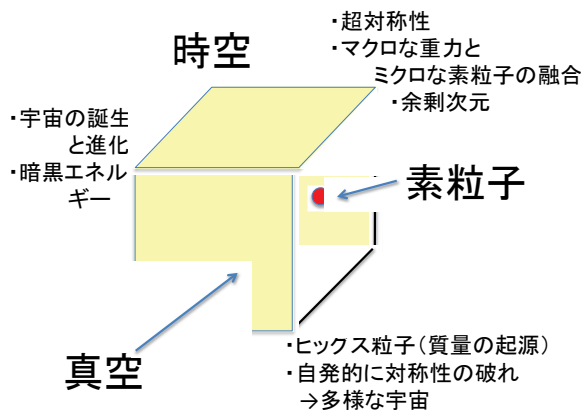 時空
・超対称性
・マクロな重力と
ミクロな素粒子の融合
・余剰次元
・宇宙の誕生
と進化
・暗黒エネル
ギー
素粒子
真空
・ヒッグス粒子(質量の起源)
・自発的に対称性の破れ
→多様な宇宙